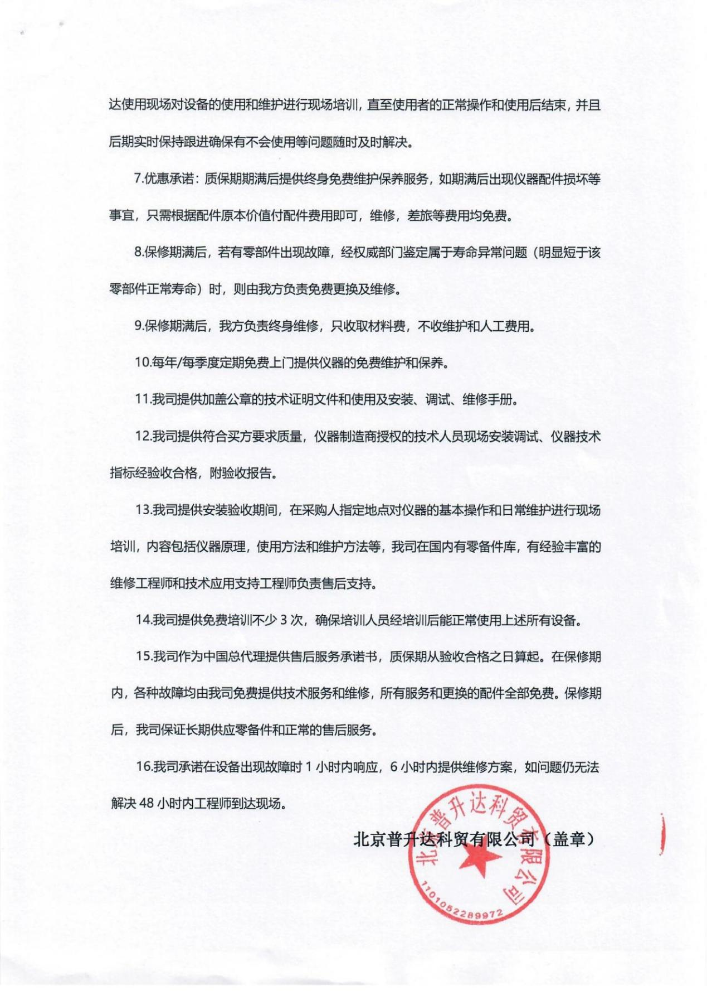 达使用现场对设备的使用和维护进行现场培训，直至使用者的正常操作和使用后结束，并且
后期实时保持跟进确保有不会使用等问题随时及时解决。
7.优惠承诺：质保期期满后提供终身免费维护保养服务，如期满后出现仪器配件损坏等
事宜，只需根据配件原本价值付配件费用即可，维修，差旅等费用均免费。
8.保修期满后，若有零部件出现故障，经权威部门鉴定属于寿命异常问题（明显短于该
零部件正常寿命）时，则由我方负责免费更换及维修。
9.保修期满后，我方负责终身维修，只收取材料费，不收维护和人工费用。
10.每年/每季度定期免费上门提供仪器的免费维护和保养。
11.我司提供加盖公章的技术证明文件和使用及安装、调试、维修手册。
12.我司提供符合买方要求质量，仪器制造商授权的技术人员现场安装调试、仪器技术
指标经验收合格，附验收报告。
13.我司提供安装验收期间，在采购人指定地点对仪器的基本操作和日常维护进行现场
培训，内容包括仪器原理，使用方法和维护方法等，我司在国内有零备件库，有经验丰富的
维修工程师和技术应用支持工程师负责售后支持。
14.我司提供免费培训不少 3 次，确保培训人员经培训后能正常使用上述所有设备。
15.我司作为中国总代理提供售后服务承诺书，质保期从验收合格之日算起。在保修期
内，各种故障均由我司免费提供技术服务和维修，所有服务和更换的配件全部免费。保修期
后，我司保证长期供应零备件和正常的售后服务。
16.我司承诺在设备出现故障时 1 小时内响应，6 小时内提供维修方案，如问题仍无法
解决 48 小时内工程师到达现场。
北京普升达科贸有限公司（盖章）
北京普升达科贸有限公司
1101052289972